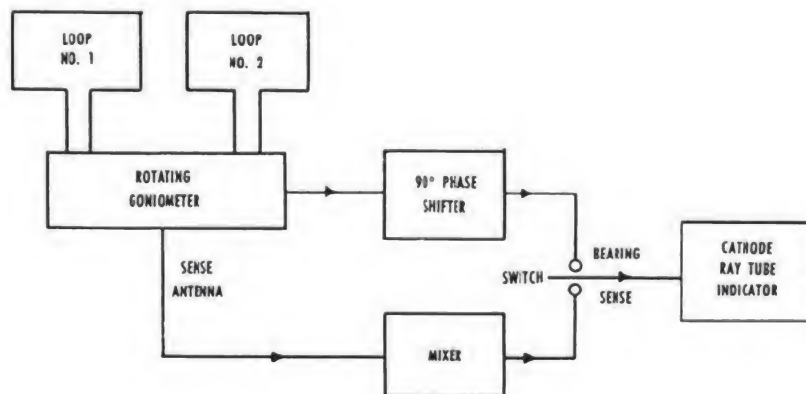 LOOP
NO. 1
LOOP
NO. 2
ROTATING
GONIOMETER
90° PHASE
SHIFTER
SENSE
ANTENNA
SWITCH
BEARING
SENSE
CATHODE
RAY TUBE
INDICATOR
MIXER